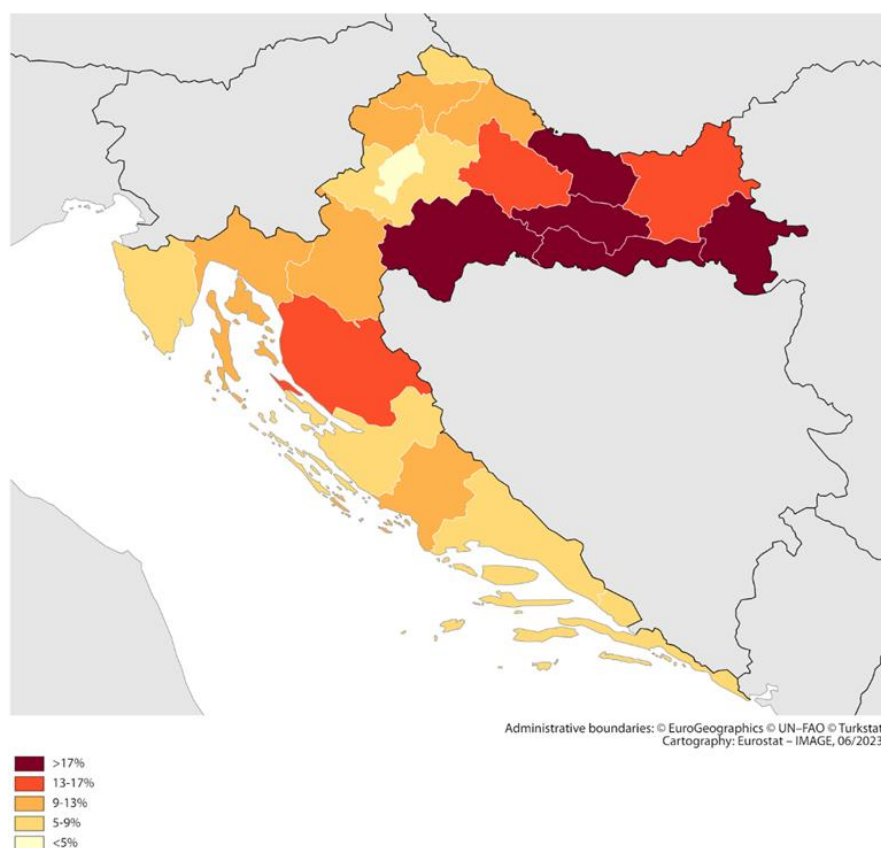 Administrative boundaries: © EuroGeographics © UN–FAO © Turkstat
Cartography: Eurostat – IMAGE, 06/2023
>17%
13-17%
9-13%
5-9%
<5%